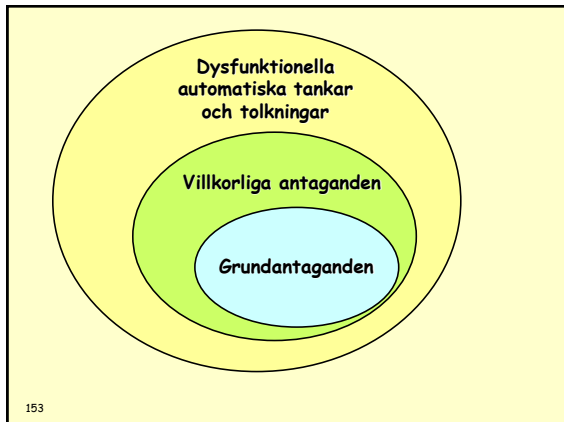 Dysfunktionella
automatiska tankar
och tolkningar
Villkorliga antaganden
Grundantaganden
153